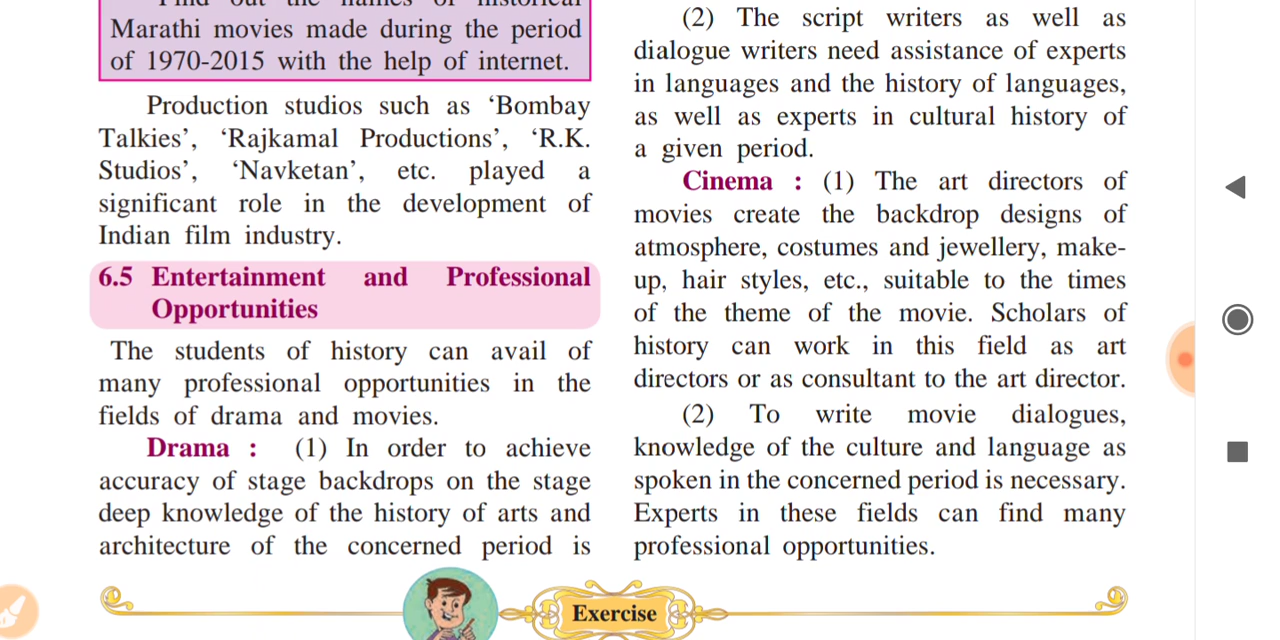 Marathi movies made during the period
of 1970-2015 with the help of internet.
Production studios such as ‘Bombay
Talkies’, ‘Rajkamal Productions’, ‘R.K.
Studios’, ‘Navketan’, etc. played a
significant role in the development of
Indian film industry.
6.5 Entertainment and Professional
Opportunities
The students of history can avail of
many professional opportunities in the
fields of drama and movies.
Drama : (1) In order to achieve
accuracy of stage backdrops on the stage
deep knowledge of the history of arts and
architecture of the concerned period is
(2) The script writers as well as
dialogue writers need assistance of experts
in languages and the history of languages,
as well as experts in cultural history of
a given period.
Cinema : (1) The art directors of
movies create the backdrop designs of
atmosphere, costumes and jewellery, make-
up, hair styles, etc., suitable to the times
of the theme of the movie. Scholars of
history can work in this field as art
directors or as consultant to the art director.
(2) To write movie dialogues,
knowledge of the culture and language as
spoken in the concerned period is necessary.
Experts in these fields can find many
professional opportunities.
Exercise